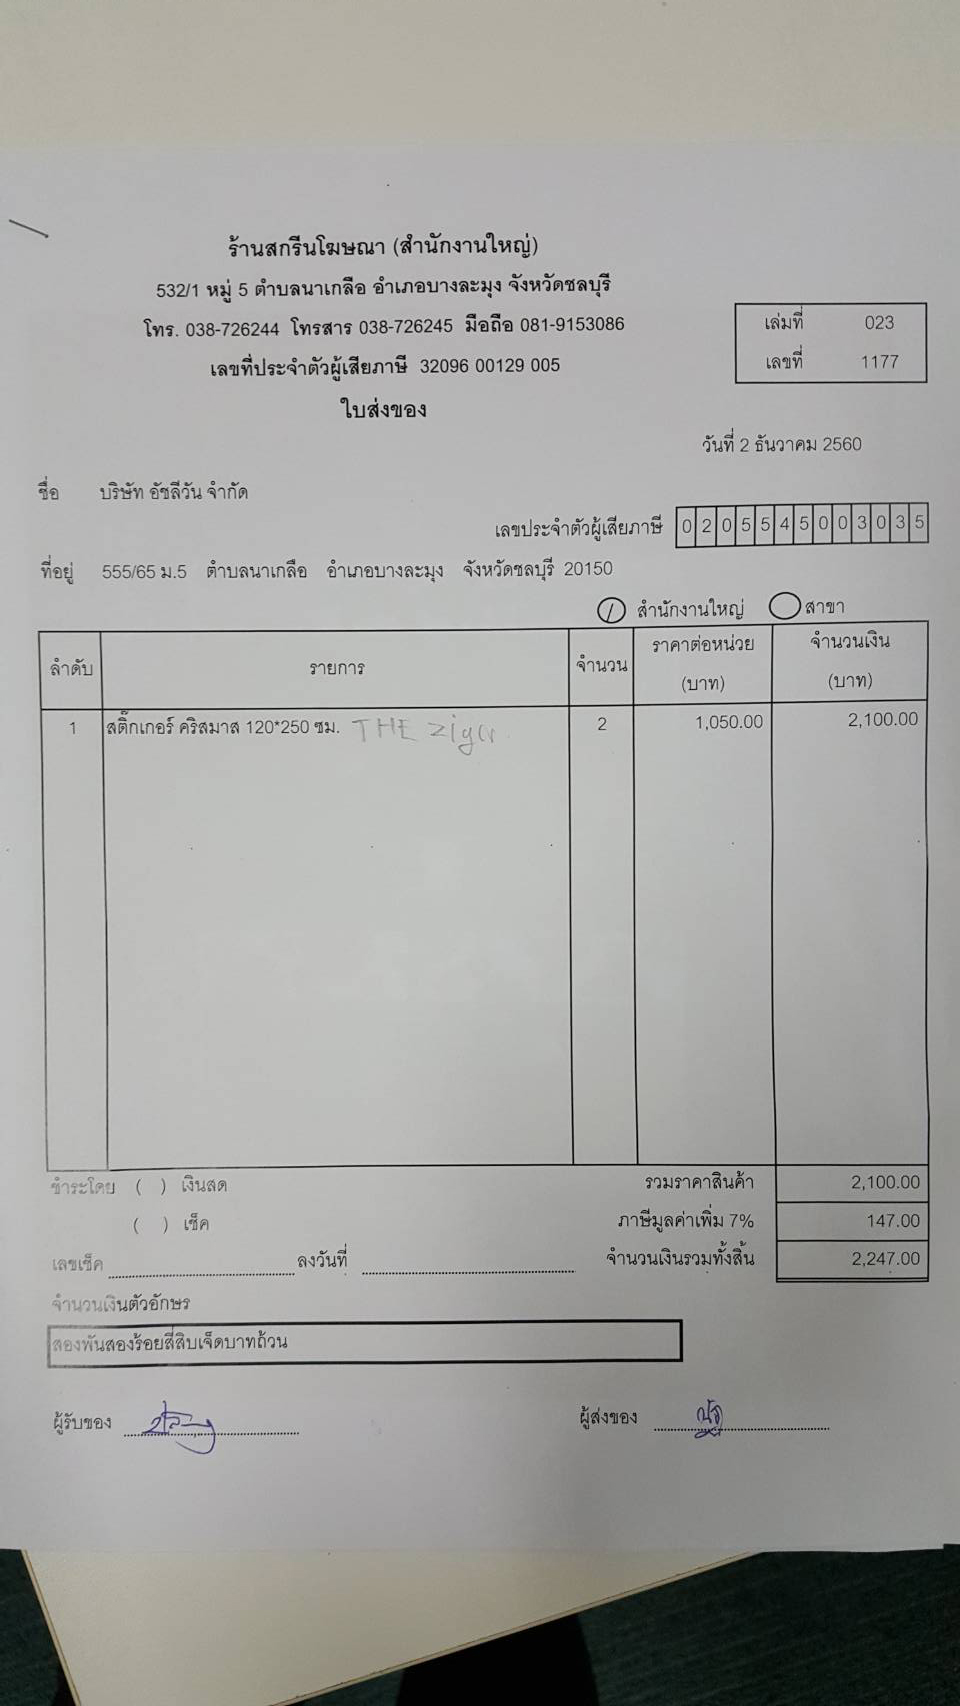 ร้านสกรีนโฆษณา (สำนักงานใหญ่)
532/1 หมู่ 5 ตำบลนาเกลือ อำเภอบางละมุง จังหวัดชลบุรี
โทร. 038-726244 โทรสาร 038-726245 มือถือ 081-9153086
เลขที่ประจำตัวผู้เสียภาษี 32096 00129 005
ใบส่งของ
เล่มที่ 023
เลขที่ 1177
วันที่ 2 ธันวาคม 2560
ชื่อ บริษัท อัซลีวัน จำกัด
เลขประจำตัวผู้เสียภาษี 0205545003035
ที่อยู่ 555/65 ม.5 ตำบลนาเกลือ อำเภอบางละมุง จังหวัดชลบุรี 20150
สำนักงานใหญ่ สาขา
ลำดับ รายการ จำนวน ราคาต่อหน่วย (บาท) จำนวนเงิน (บาท)
1 สติ๊กเกอร์ คริสมาส 120*250 ซม. THE 2 1,050.00 2,100.00
ชำระโดย ( ) เงินสด รวมราคาสินค้า 2,100.00
( ) เช็ค ภาษีมูลค่าเพิ่ม 7% 147.00
เลขเช็ค ลงวันที่ จำนวนเงินรวมทั้งสิ้น 2,247.00
จำนวนเงินตัวอักษร
สองพันสองร้อยสี่สิบเจ็ดบาทถ้วน
ผู้รับของ ผู้ส่งของ